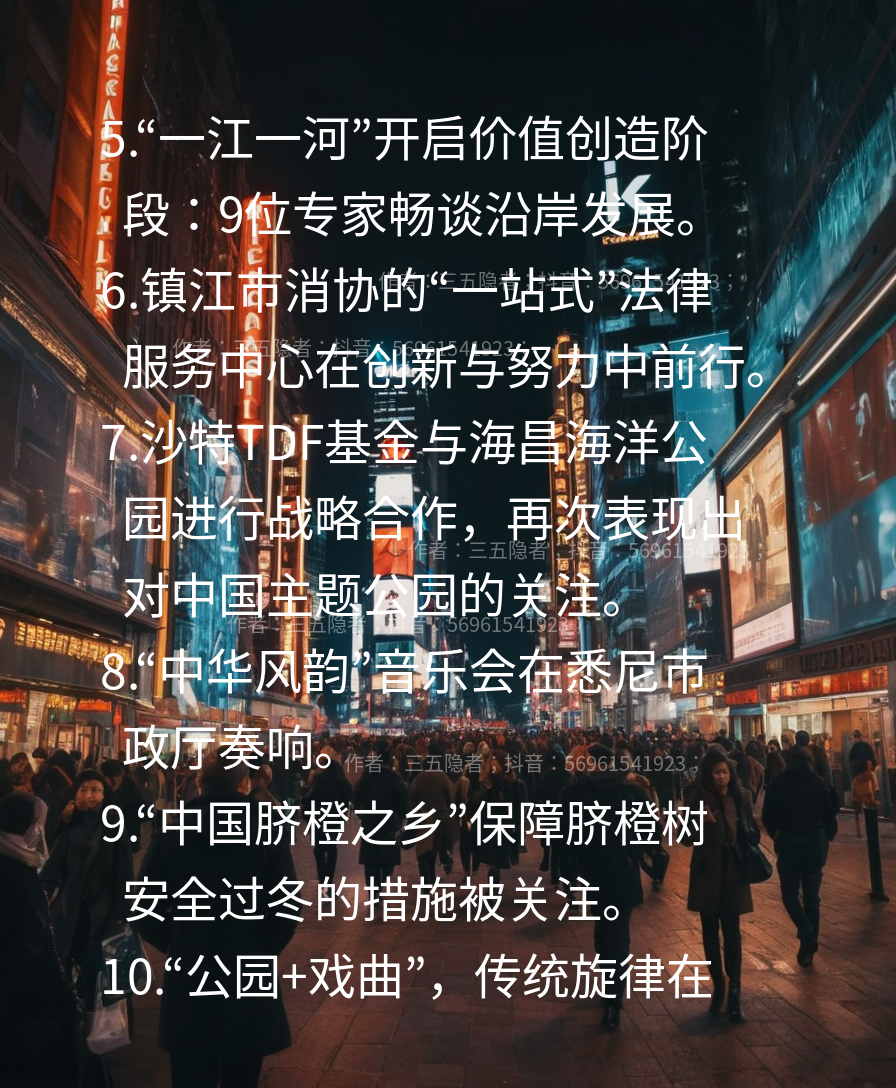 5.“一江一河”开启价值创造阶
段：9位专家畅谈沿岸发展。
作者：三五隐者；抖音：56961541923；
6.镇江市消协的“一站式”法律
作者：三五隐者；抖音：56961541923；
服务中心在创新与努力中前行。
7.沙特TDF基金与海昌海洋公
园进行战略合作，再次表现出
作者：三五隐者；抖音：56961541923；
对中国主题公园的关注。
作者：三五隐者；抖音：56961541923；
8.“中华风韵”音乐会在悉尼市
政厅奏响。
作者：三五隐者；抖音：56961541923；
9.“中国脐橙之乡”保障脐橙树
安全过冬的措施被关注。
10.“公园+戏曲”，传统旋律在